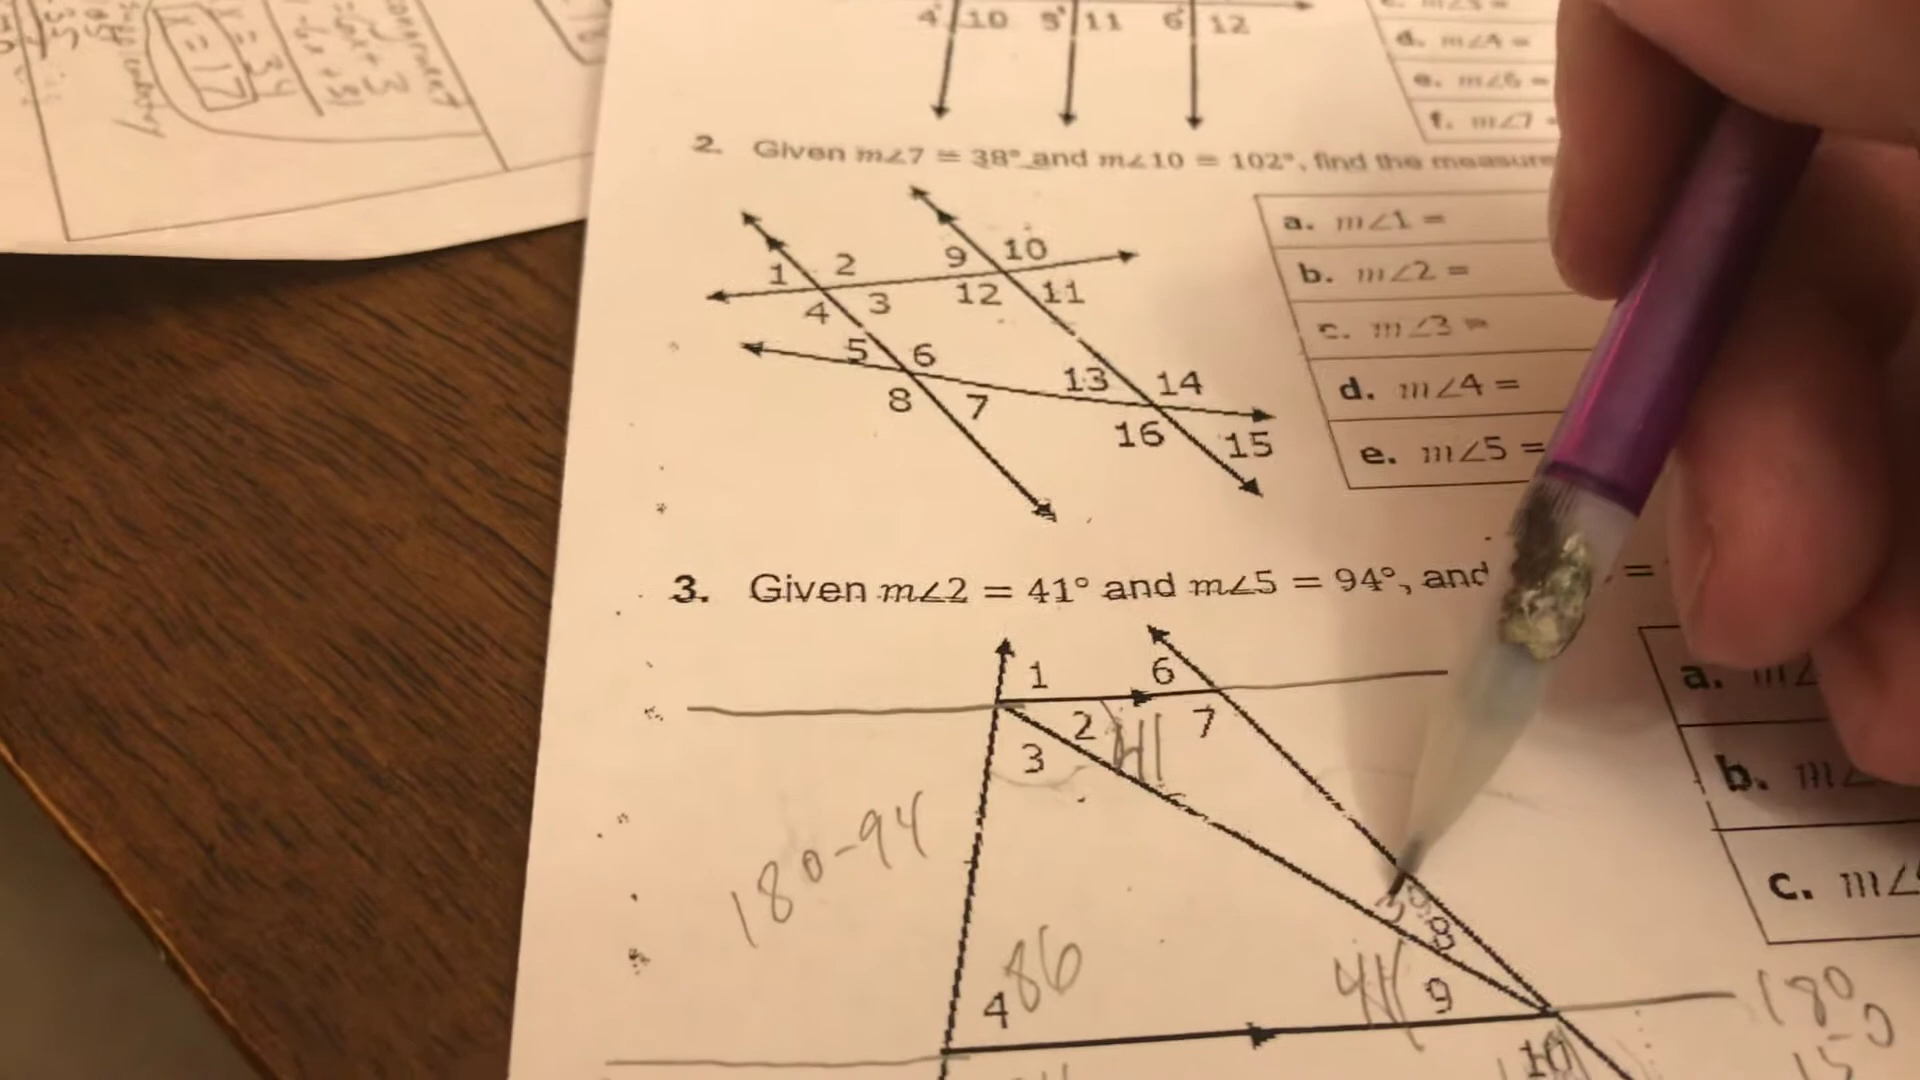 congruent
x = 34
x = 17
4 10 5 11 6 12
d. m∠4 =
e. m∠6 =
f. m∠7
2. Given m∠7 = 38° and m∠10 = 102°, find the measure
1 2 9 10
4 3 12 11
5 6 13 14
8 7 16 15
a. m∠1 =
b. m∠2 =
c. m∠3 =
d. m∠4 =
e. m∠5 =
3. Given m∠2 = 41° and m∠5 = 94°, and =
1 6
2 41 7
3
180-94
8
4 86
41 9
10
180
a. m∠
b. m∠
c. m∠